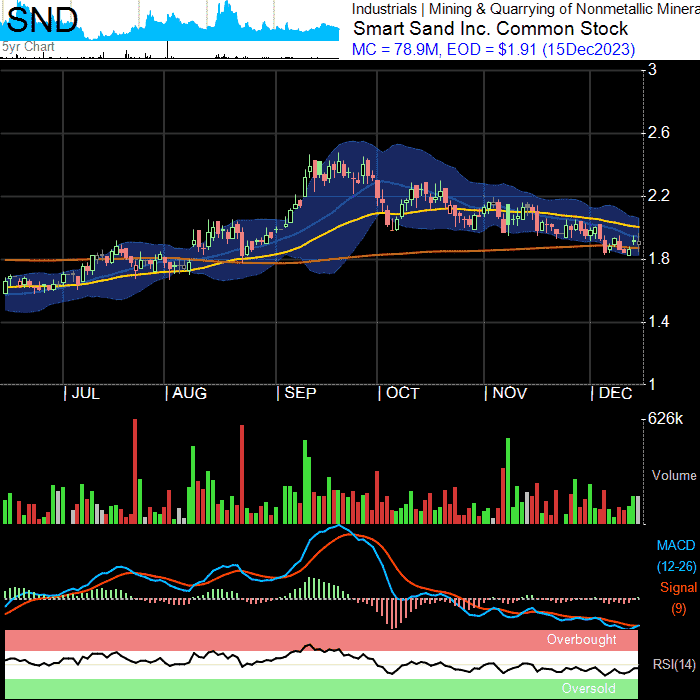 SND
5yr Chart
Industrials | Mining & Quarrying of Nonmetallic Minera
Smart Sand Inc. Common Stock
MC = 78.9M, EOD = $1.91 (15Dec2023)
3
2.6
2.2
1.8
1.4
1
JUL
AUG
SEP
OCT
NOV
DEC
626k
Volume
MACD
(12-26)
Signal
(9)
Overbought
RSI(14)
Oversold